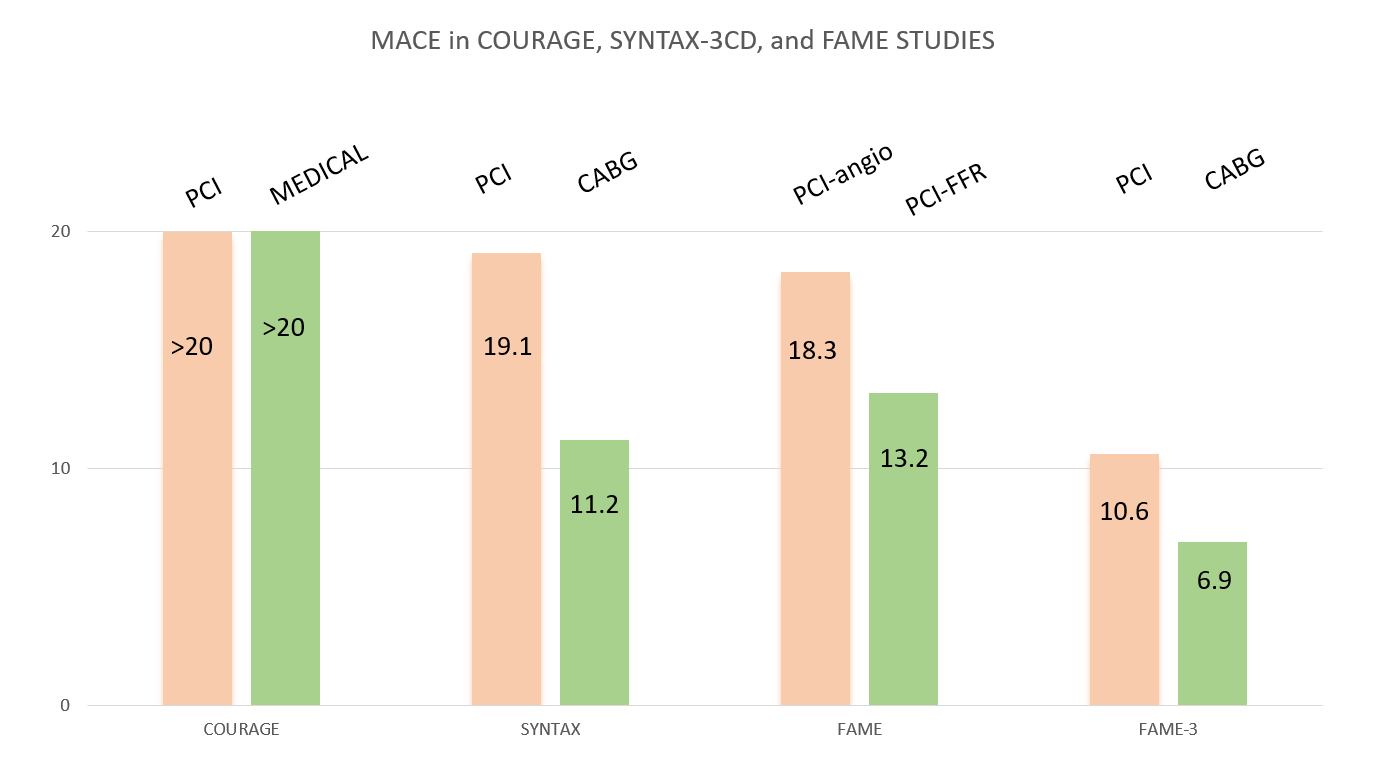 MACE in COURAGE, SYNTAX-3CD, and FAME STUDIES
PCI
MEDICAL
PCI
CABG
PCI-angio
PCI-FFR
PCI
CABG
20
>20
>20
19.1
18.3
13.2
10
11.2
10.6
6.9
0
COURAGE
SYNTAX
FAME
FAME-3